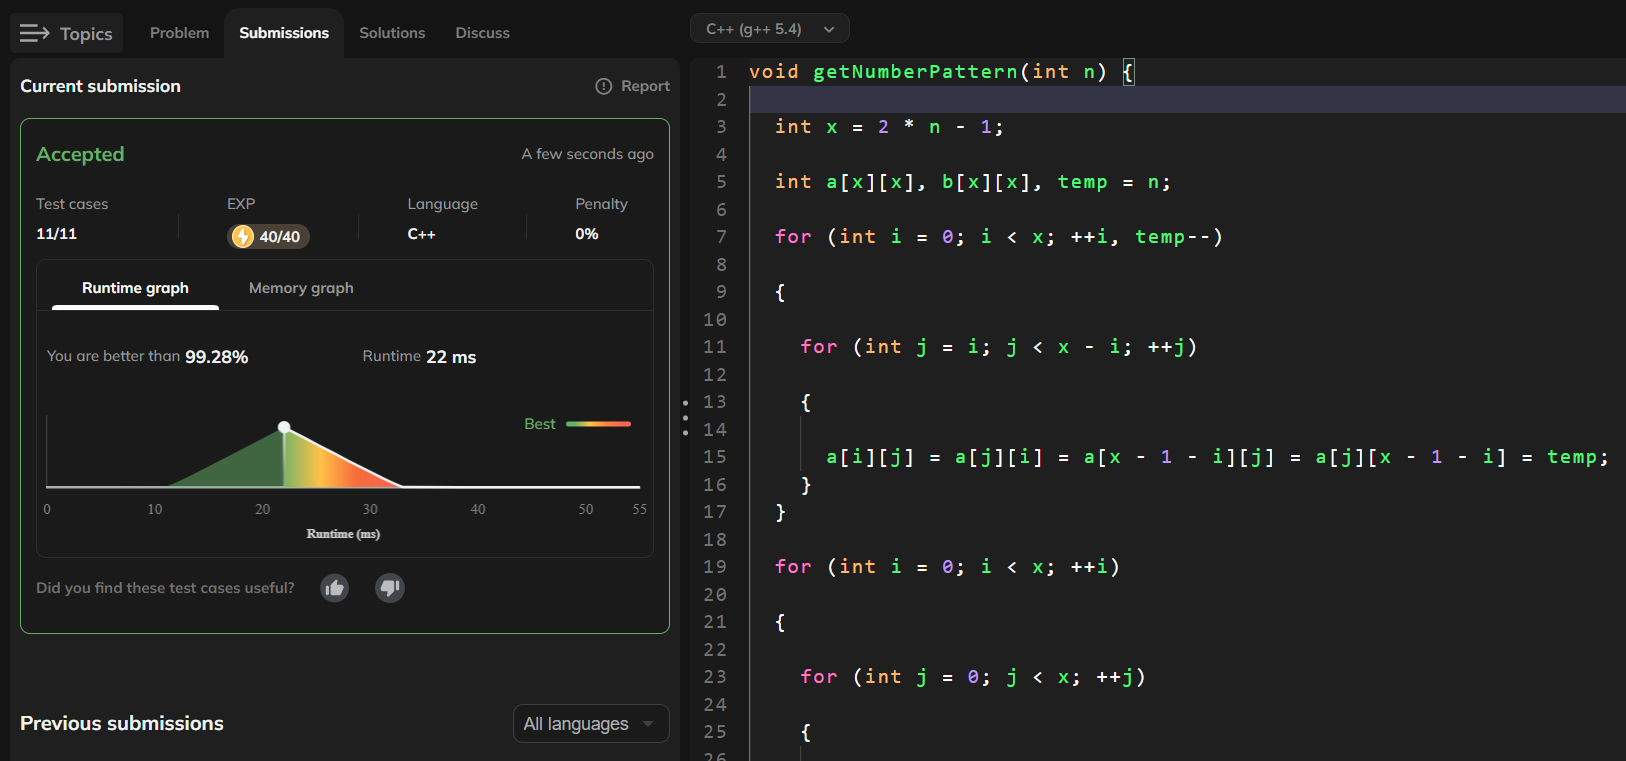 Topics Problem Submissions Solutions Discuss
Current submission Report
Accepted A few seconds ago
Test cases EXP Language Penalty
11/11 40/40 C++ 0%
Runtime graph Memory graph
You are better than 99.28% Runtime 22 ms
Best
0 10 20 30 40 50 55
Runtime (ms)
Did you find these test cases useful?
Previous submissions All languages
C++ (g++ 5.4)
1 void getNumberPattern(int n) {
2
3 int x = 2 * n - 1;
4
5 int a[x][x], b[x][x], temp = n;
6
7 for (int i = 0; i < x; ++i, temp--)
8
9 {
10
11 for (int j = i; j < x - i; ++j)
12
13 {
14
15 a[i][j] = a[j][i] = a[x - 1 - i][j] = a[j][x - 1 - i] = temp;
16 }
17 }
18
19 for (int i = 0; i < x; ++i)
20
21 {
22
23 for (int j = 0; j < x; ++j)
24
25 {
26